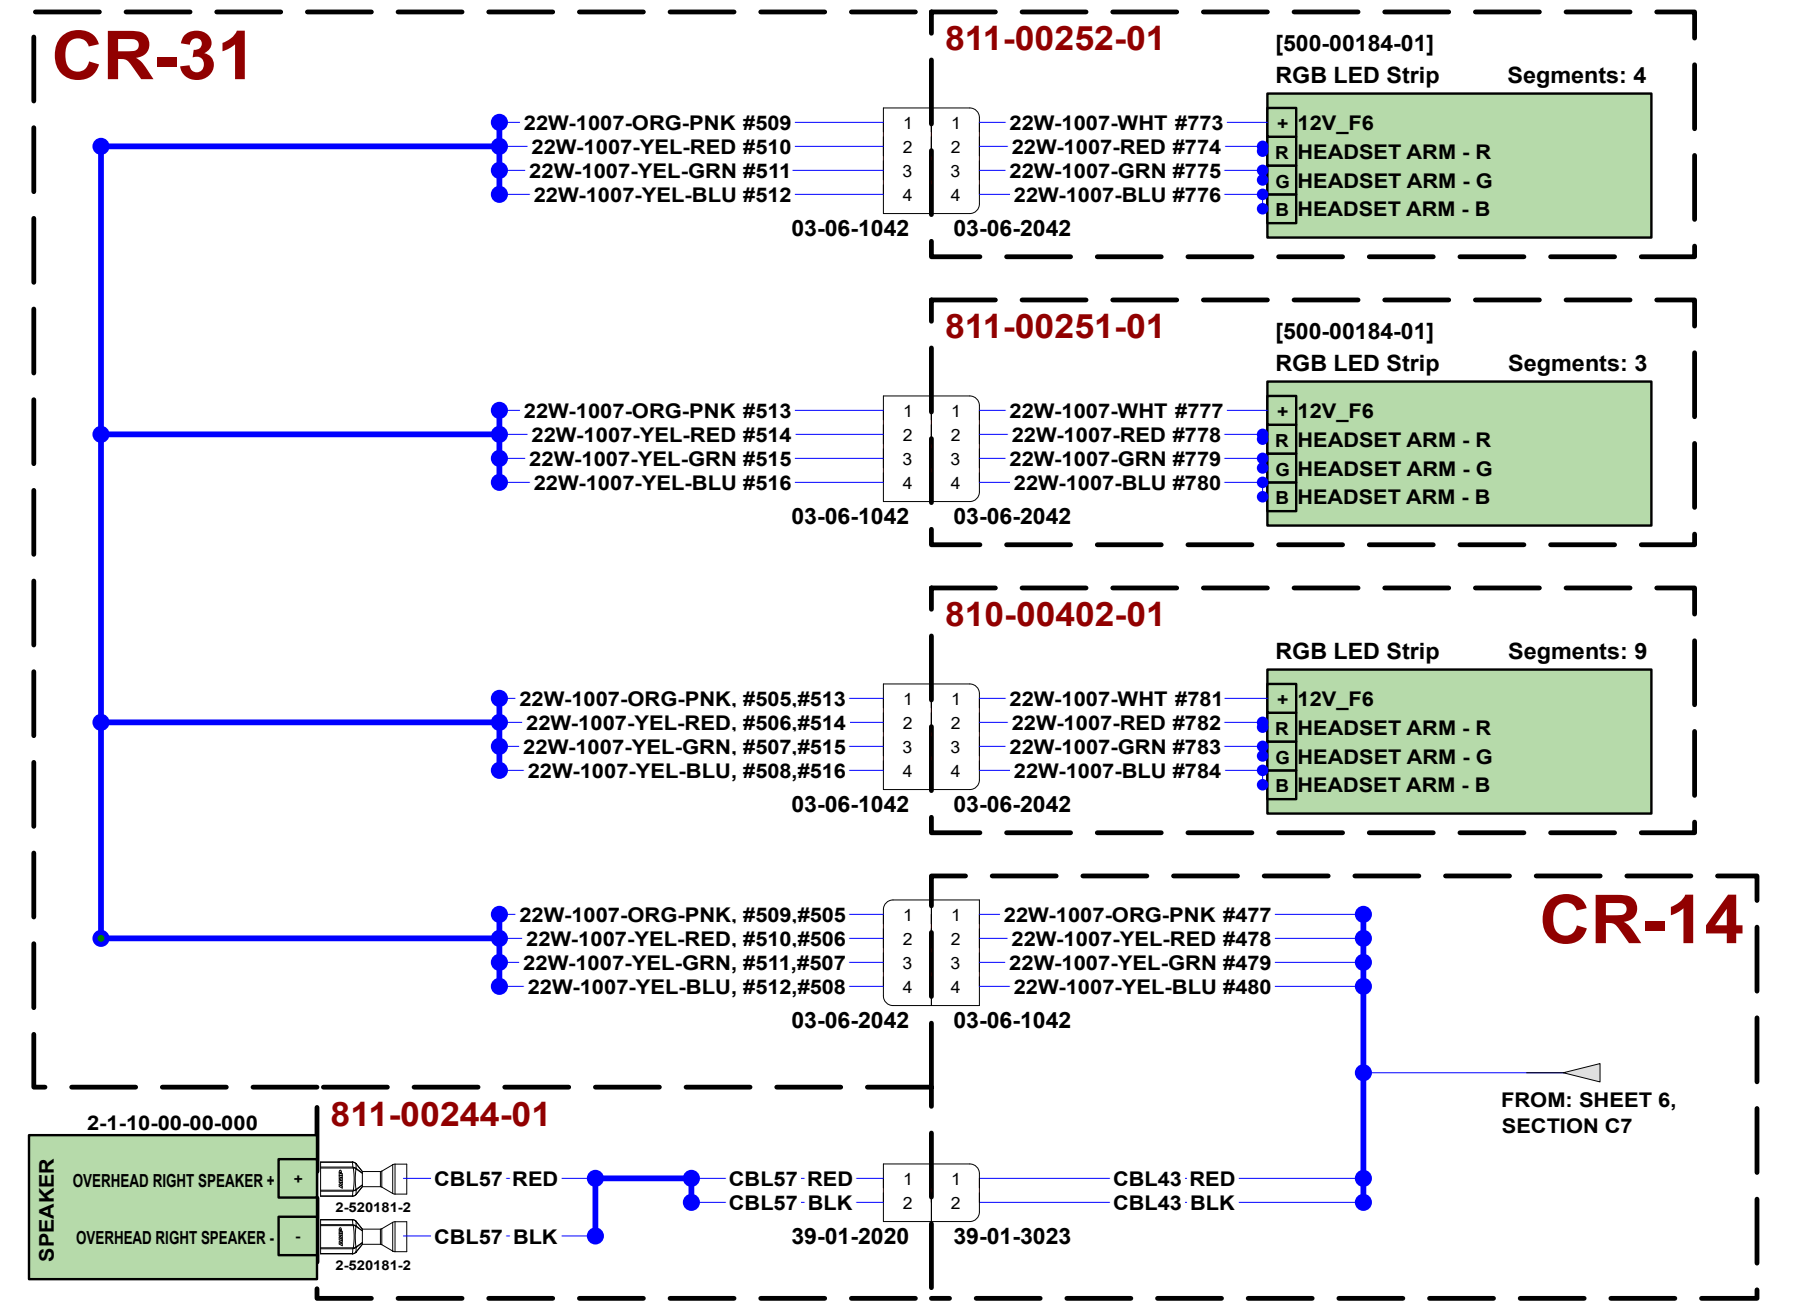 CR-31
811-00252-01
[500-00184-01]
RGB LED Strip Segments: 4
22W-1007-ORG-PNK #509 1 1 22W-1007-WHT #773 + 12V_F6
22W-1007-YEL-RED #510 2 2 22W-1007-RED #774 R HEADSET ARM - R
22W-1007-YEL-GRN #511 3 3 22W-1007-GRN #775 G HEADSET ARM - G
22W-1007-YEL-BLU #512 4 4 22W-1007-BLU #776 B HEADSET ARM - B
03-06-1042 03-06-2042
811-00251-01
[500-00184-01]
RGB LED Strip Segments: 3
22W-1007-ORG-PNK #513 1 1 22W-1007-WHT #777 + 12V_F6
22W-1007-YEL-RED #514 2 2 22W-1007-RED #778 R HEADSET ARM - R
22W-1007-YEL-GRN #515 3 3 22W-1007-GRN #779 G HEADSET ARM - G
22W-1007-YEL-BLU #516 4 4 22W-1007-BLU #780 B HEADSET ARM - B
03-06-1042 03-06-2042
810-00402-01
RGB LED Strip Segments: 9
22W-1007-ORG-PNK, #505,#513 1 1 22W-1007-WHT #781 + 12V_F6
22W-1007-YEL-RED, #506,#514 2 2 22W-1007-RED #782 R HEADSET ARM - R
22W-1007-YEL-GRN, #507,#515 3 3 22W-1007-GRN #783 G HEADSET ARM - G
22W-1007-YEL-BLU, #508,#516 4 4 22W-1007-BLU #784 B HEADSET ARM - B
03-06-1042 03-06-2042
CR-14
22W-1007-ORG-PNK, #509,#505 1 1 22W-1007-ORG-PNK #477
22W-1007-YEL-RED, #510,#506 2 2 22W-1007-YEL-RED #478
22W-1007-YEL-GRN, #511,#507 3 3 22W-1007-YEL-GRN #479
22W-1007-YEL-BLU, #512,#508 4 4 22W-1007-YEL-BLU #480
03-06-2042 03-06-1042
FROM: SHEET 6,
SECTION C7
811-00244-01
2-1-10-00-00-000
SPEAKER
OVERHEAD RIGHT SPEAKER + + CBL57 RED CBL57 RED 1 1 CBL43 RED
2-520181-2 CBL57 BLK 2 2 CBL43 BLK
OVERHEAD RIGHT SPEAKER - - CBL57 BLK 39-01-2020 39-01-3023
2-520181-2